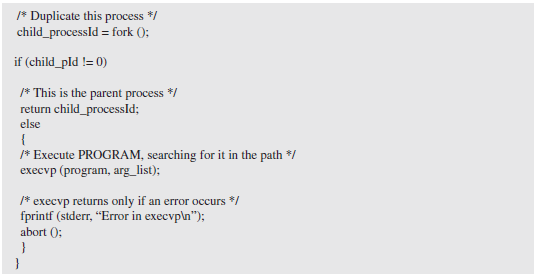 /* Duplicate this process */
child_processId = fork ();
if (child_pId != 0)
/* This is the parent process */
return child_processId;
else
{
/* Execute PROGRAM, searching for it in the path */
execvp (program, arg_list);
/* execvp returns only if an error occurs */
fprintf (stderr, “Error in execvp\n”);
abort ();
}
}